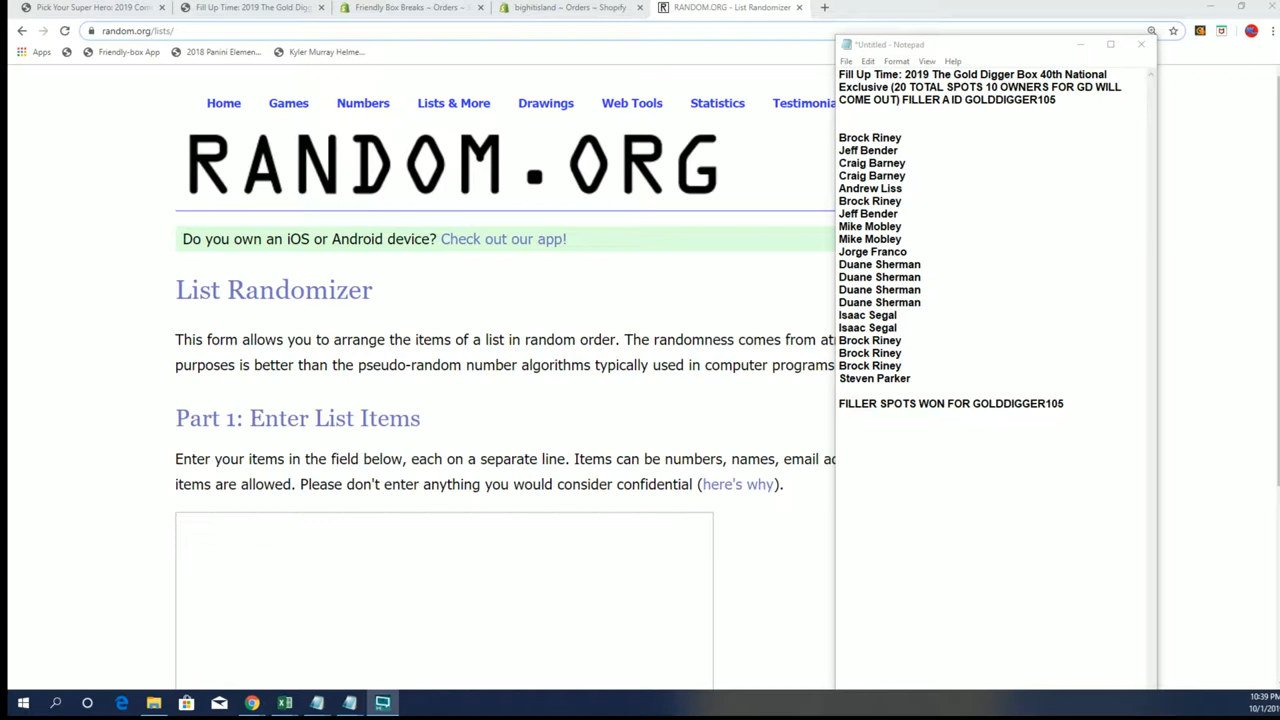 Pick Your Super Hero: 2019 Com
Fill Up Time: 2019 The Gold Digg
Friendly Box Breaks ~ Orders ~ S
bighitisland ~ Orders ~ Shopify
RANDOM.ORG - List Randomizer
random.org/lists/
Apps
Friendly-box App
2018 Panini Elemen...
Kyler Murray Helme...
*Untitled - Notepad
File Edit Format View Help
Home Games Numbers Lists & More Drawings Web Tools Statistics Testimonia
RANDOM.ORG
Do you own an iOS or Android device? Check out our app!
List Randomizer
This form allows you to arrange the items of a list in random order. The randomness comes from at
purposes is better than the pseudo-random number algorithms typically used in computer programs
Part 1: Enter List Items
Enter your items in the field below, each on a separate line. Items can be numbers, names, email ad
items are allowed. Please don't enter anything you would consider confidential (here's why).
Fill Up Time: 2019 The Gold Digger Box 40th National
Exclusive (20 TOTAL SPOTS 10 OWNERS FOR GD WILL
COME OUT) FILLER A ID GOLDDIGGER105
Brock Riney
Jeff Bender
Craig Barney
Craig Barney
Andrew Liss
Brock Riney
Jeff Bender
Mike Mobley
Mike Mobley
Jorge Franco
Duane Sherman
Duane Sherman
Duane Sherman
Duane Sherman
Isaac Segal
Isaac Segal
Brock Riney
Brock Riney
Brock Riney
Steven Parker
FILLER SPOTS WON FOR GOLDDIGGER105
10:39 PM
10/1/201